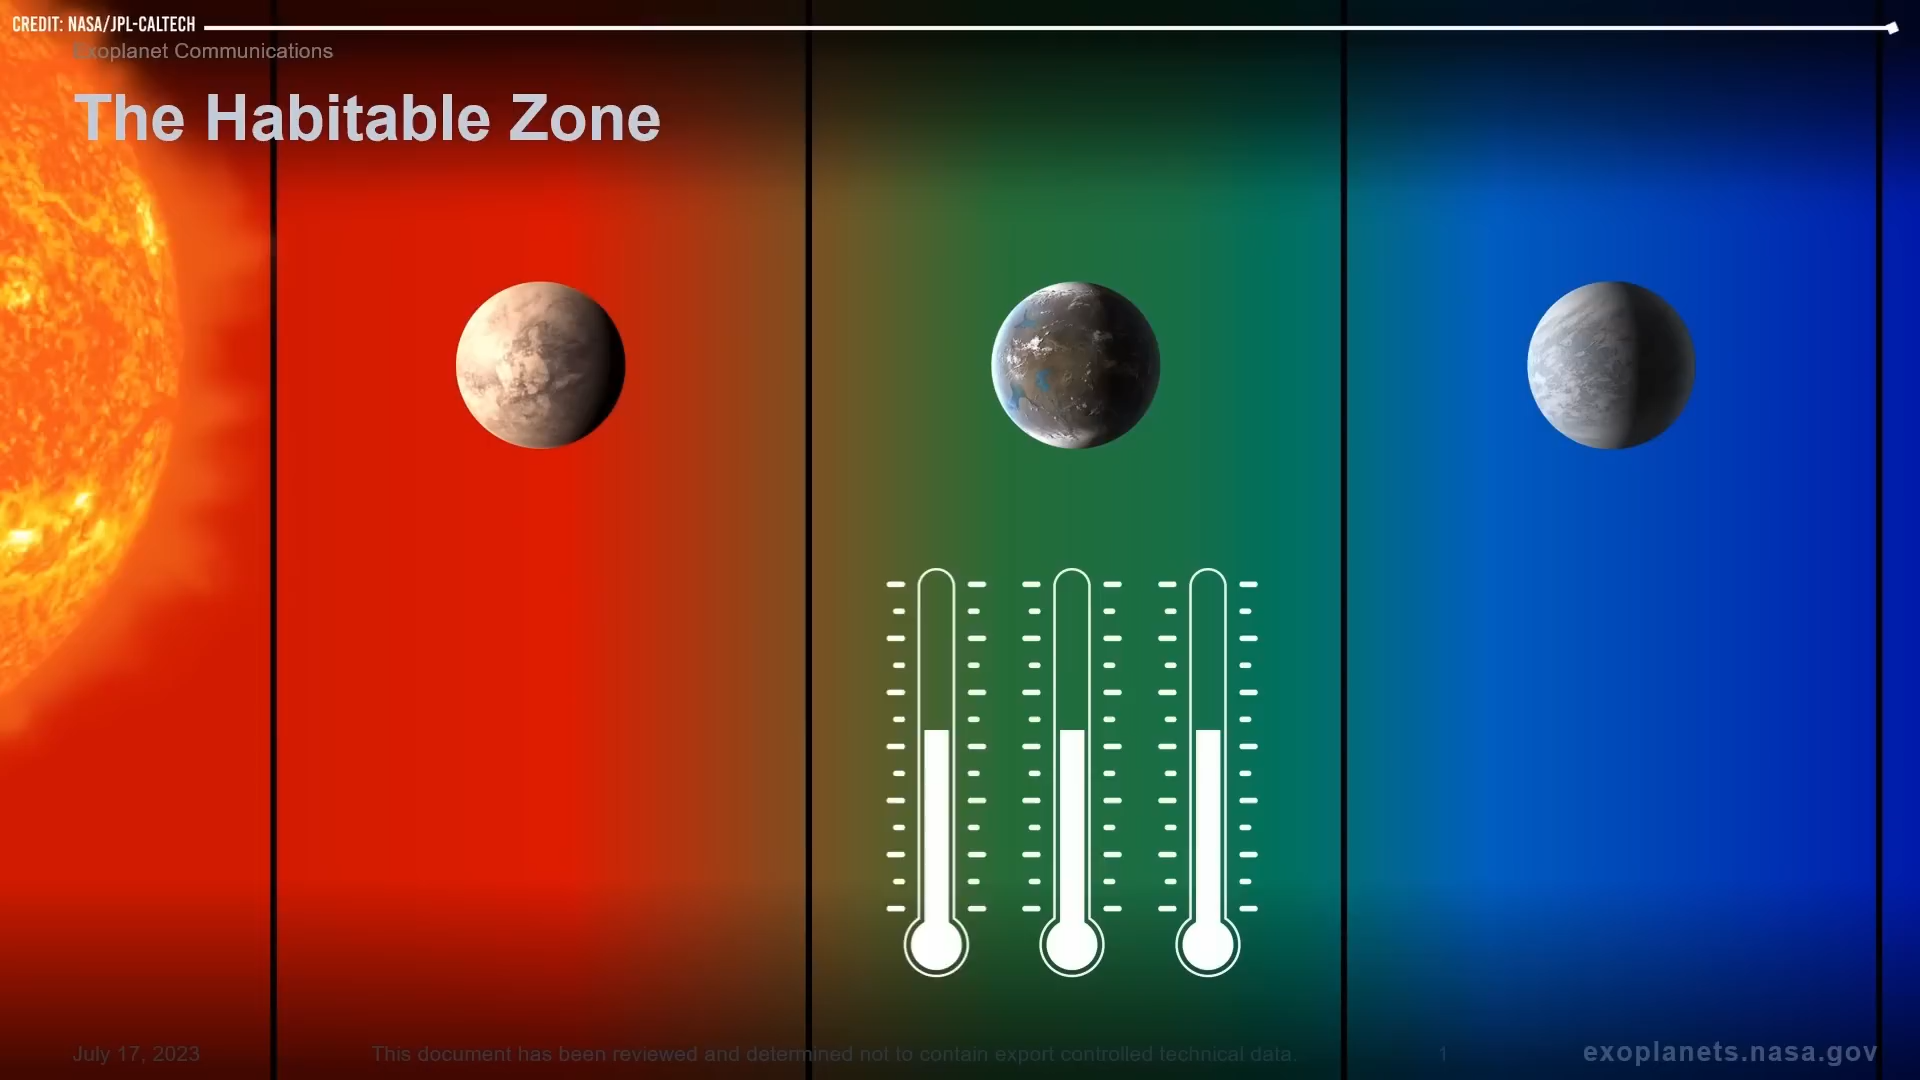 CREDIT: NASA/JPL-CALTECH
Exoplanet Communications
The Habitable Zone
July 17, 2023
This document has been reviewed and determined not to contain export controlled technical data.
1
exoplanets.nasa.gov